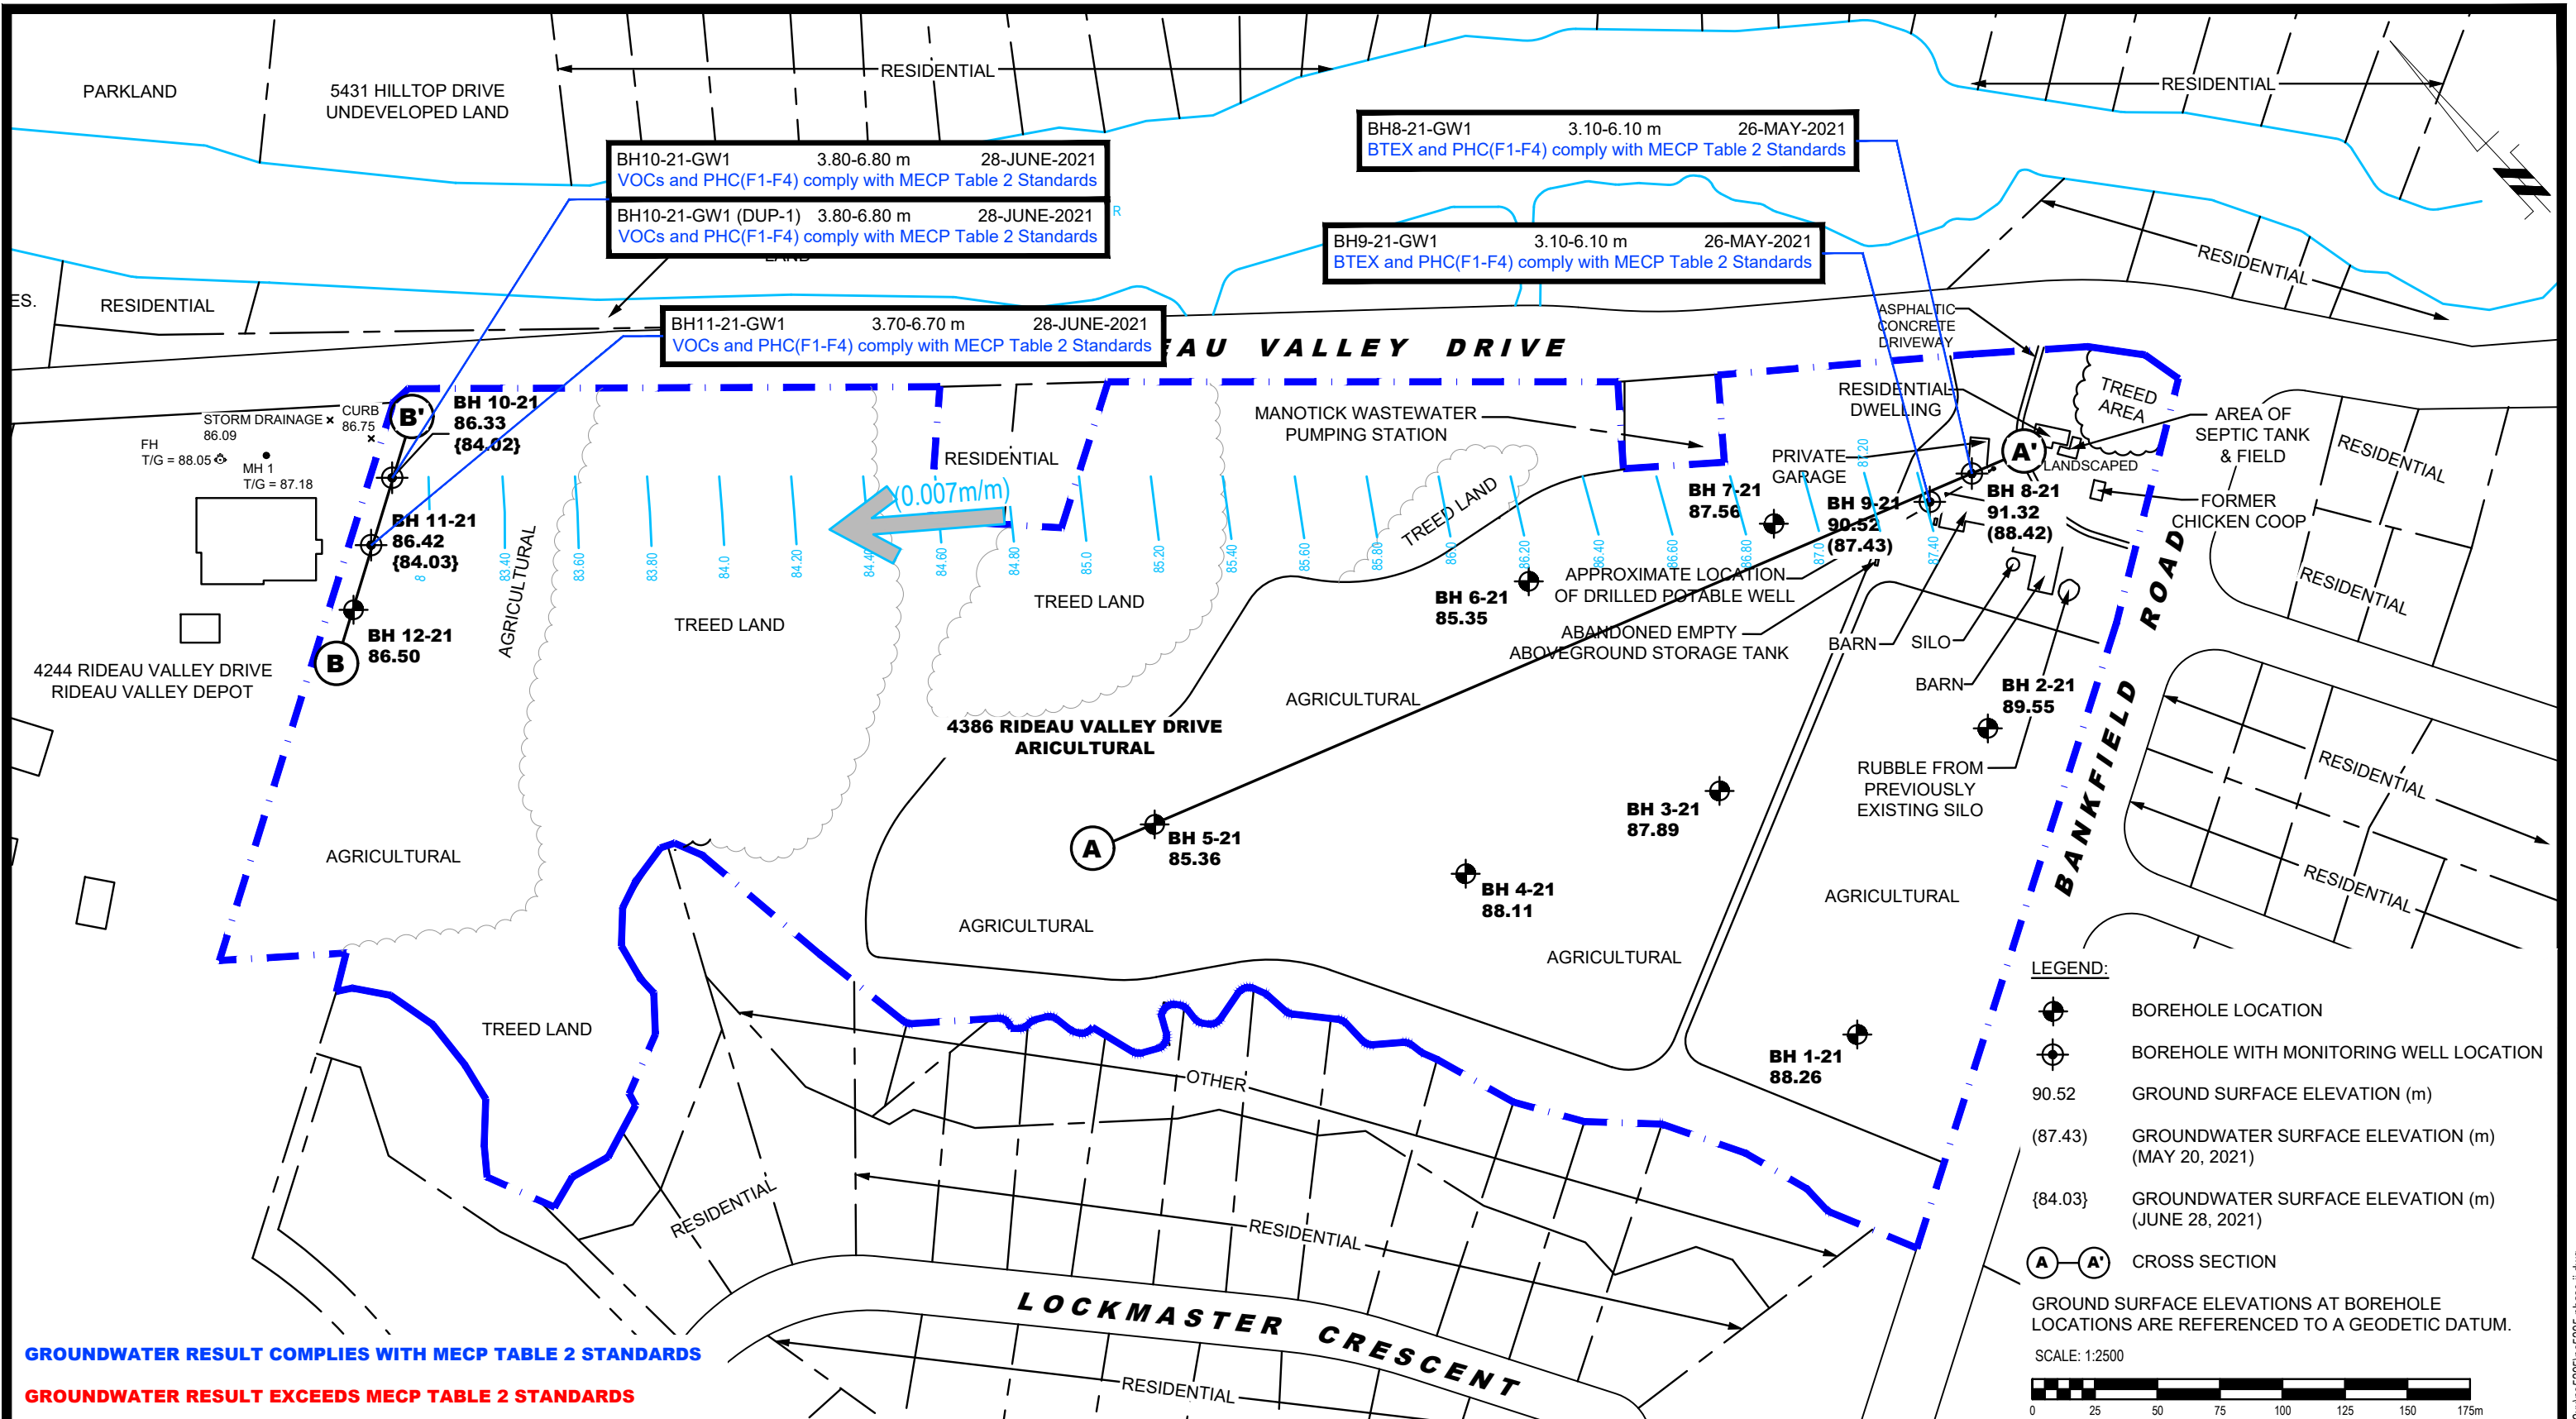 PARKLAND
5431 HILLTOP DRIVE
UNDEVELOPED LAND
RESIDENTIAL
RESIDENTIAL
BH10-21-GW1 3.80-6.80 m 28-JUNE-2021
VOCs and PHC(F1-F4) comply with MECP Table 2 Standards
BH10-21-GW1 (DUP-1) 3.80-6.80 m 28-JUNE-2021
VOCs and PHC(F1-F4) comply with MECP Table 2 Standards
R
LAND
BH8-21-GW1 3.10-6.10 m 26-MAY-2021
BTEX and PHC(F1-F4) comply with MECP Table 2 Standards
BH9-21-GW1 3.10-6.10 m 26-MAY-2021
BTEX and PHC(F1-F4) comply with MECP Table 2 Standards
RESIDENTIAL
ES.
RESIDENTIAL
BH11-21-GW1 3.70-6.70 m 28-JUNE-2021
VOCs and PHC(F1-F4) comply with MECP Table 2 Standards
EAU VALLEY DRIVE
ASPHALTIC
CONCRETE
DRIVEWAY
RESIDENTIAL
DWELLING
TREED
AREA
AREA OF
SEPTIC TANK
& FIELD
STORM DRAINAGE
86.09
CURB
86.75
FH
T/G = 88.05
MH 1
T/G = 87.18
B'
BH 10-21
86.33
{84.02}
BH 11-21
86.42
{84.03}
BH 12-21
86.50
B
4244 RIDEAU VALLEY DRIVE
RIDEAU VALLEY DEPOT
RESIDENTIAL
MANOTICK WASTEWATER
PUMPING STATION
PRIVATE
GARAGE
A'
LANDSCAPED
FORMER
CHICKEN COOP
RESIDENTIAL
RESIDENTIAL
(0.007m/m)
8
83.40
83.60
83.80
84.0
84.20
84.40
84.60
84.80
85.0
85.20
85.40
85.60
85.80
86.0
86.20
86.40
86.60
86.80
87.0
87.20
87.40
AGRICULTURAL
TREED LAND
TREED LAND
TREED LAND
BH 7-21
87.56
BH 9-21
90.52
(87.43)
BH 8-21
91.32
(88.42)
BH 6-21
85.35
APPROXIMATE LOCATION
OF DRILLED POTABLE WELL
ABANDONED EMPTY
ABOVEGROUND STORAGE TANK
BARN
SILO
BARN
BH 2-21
89.55
RUBBLE FROM
PREVIOUSLY
EXISTING SILO
BANKFIELD ROAD
AGRICULTURAL
4386 RIDEAU VALLEY DRIVE
ARICULTURAL
A
BH 5-21
85.36
BH 3-21
87.89
BH 4-21
88.11
BH 1-21
88.26
AGRICULTURAL
AGRICULTURAL
AGRICULTURAL
AGRICULTURAL
RESIDENTIAL
RESIDENTIAL
TREED LAND
OTHER
RESIDENTIAL
RESIDENTIAL
LOCKMASTER CRESCENT
RESIDENTIAL
LEGEND:
BOREHOLE LOCATION
BOREHOLE WITH MONITORING WELL LOCATION
90.52 GROUND SURFACE ELEVATION (m)
(87.43) GROUNDWATER SURFACE ELEVATION (m)
(MAY 20, 2021)
{84.03} GROUNDWATER SURFACE ELEVATION (m)
(JUNE 28, 2021)
A A' CROSS SECTION
GROUND SURFACE ELEVATIONS AT BOREHOLE
LOCATIONS ARE REFERENCED TO A GEODETIC DATUM.
SCALE: 1:2500
0 25 50 75 100 125 150 175m
GROUNDWATER RESULT COMPLIES WITH MECP TABLE 2 STANDARDS
GROUNDWATER RESULT EXCEEDS MECP TABLE 2 STANDARDS